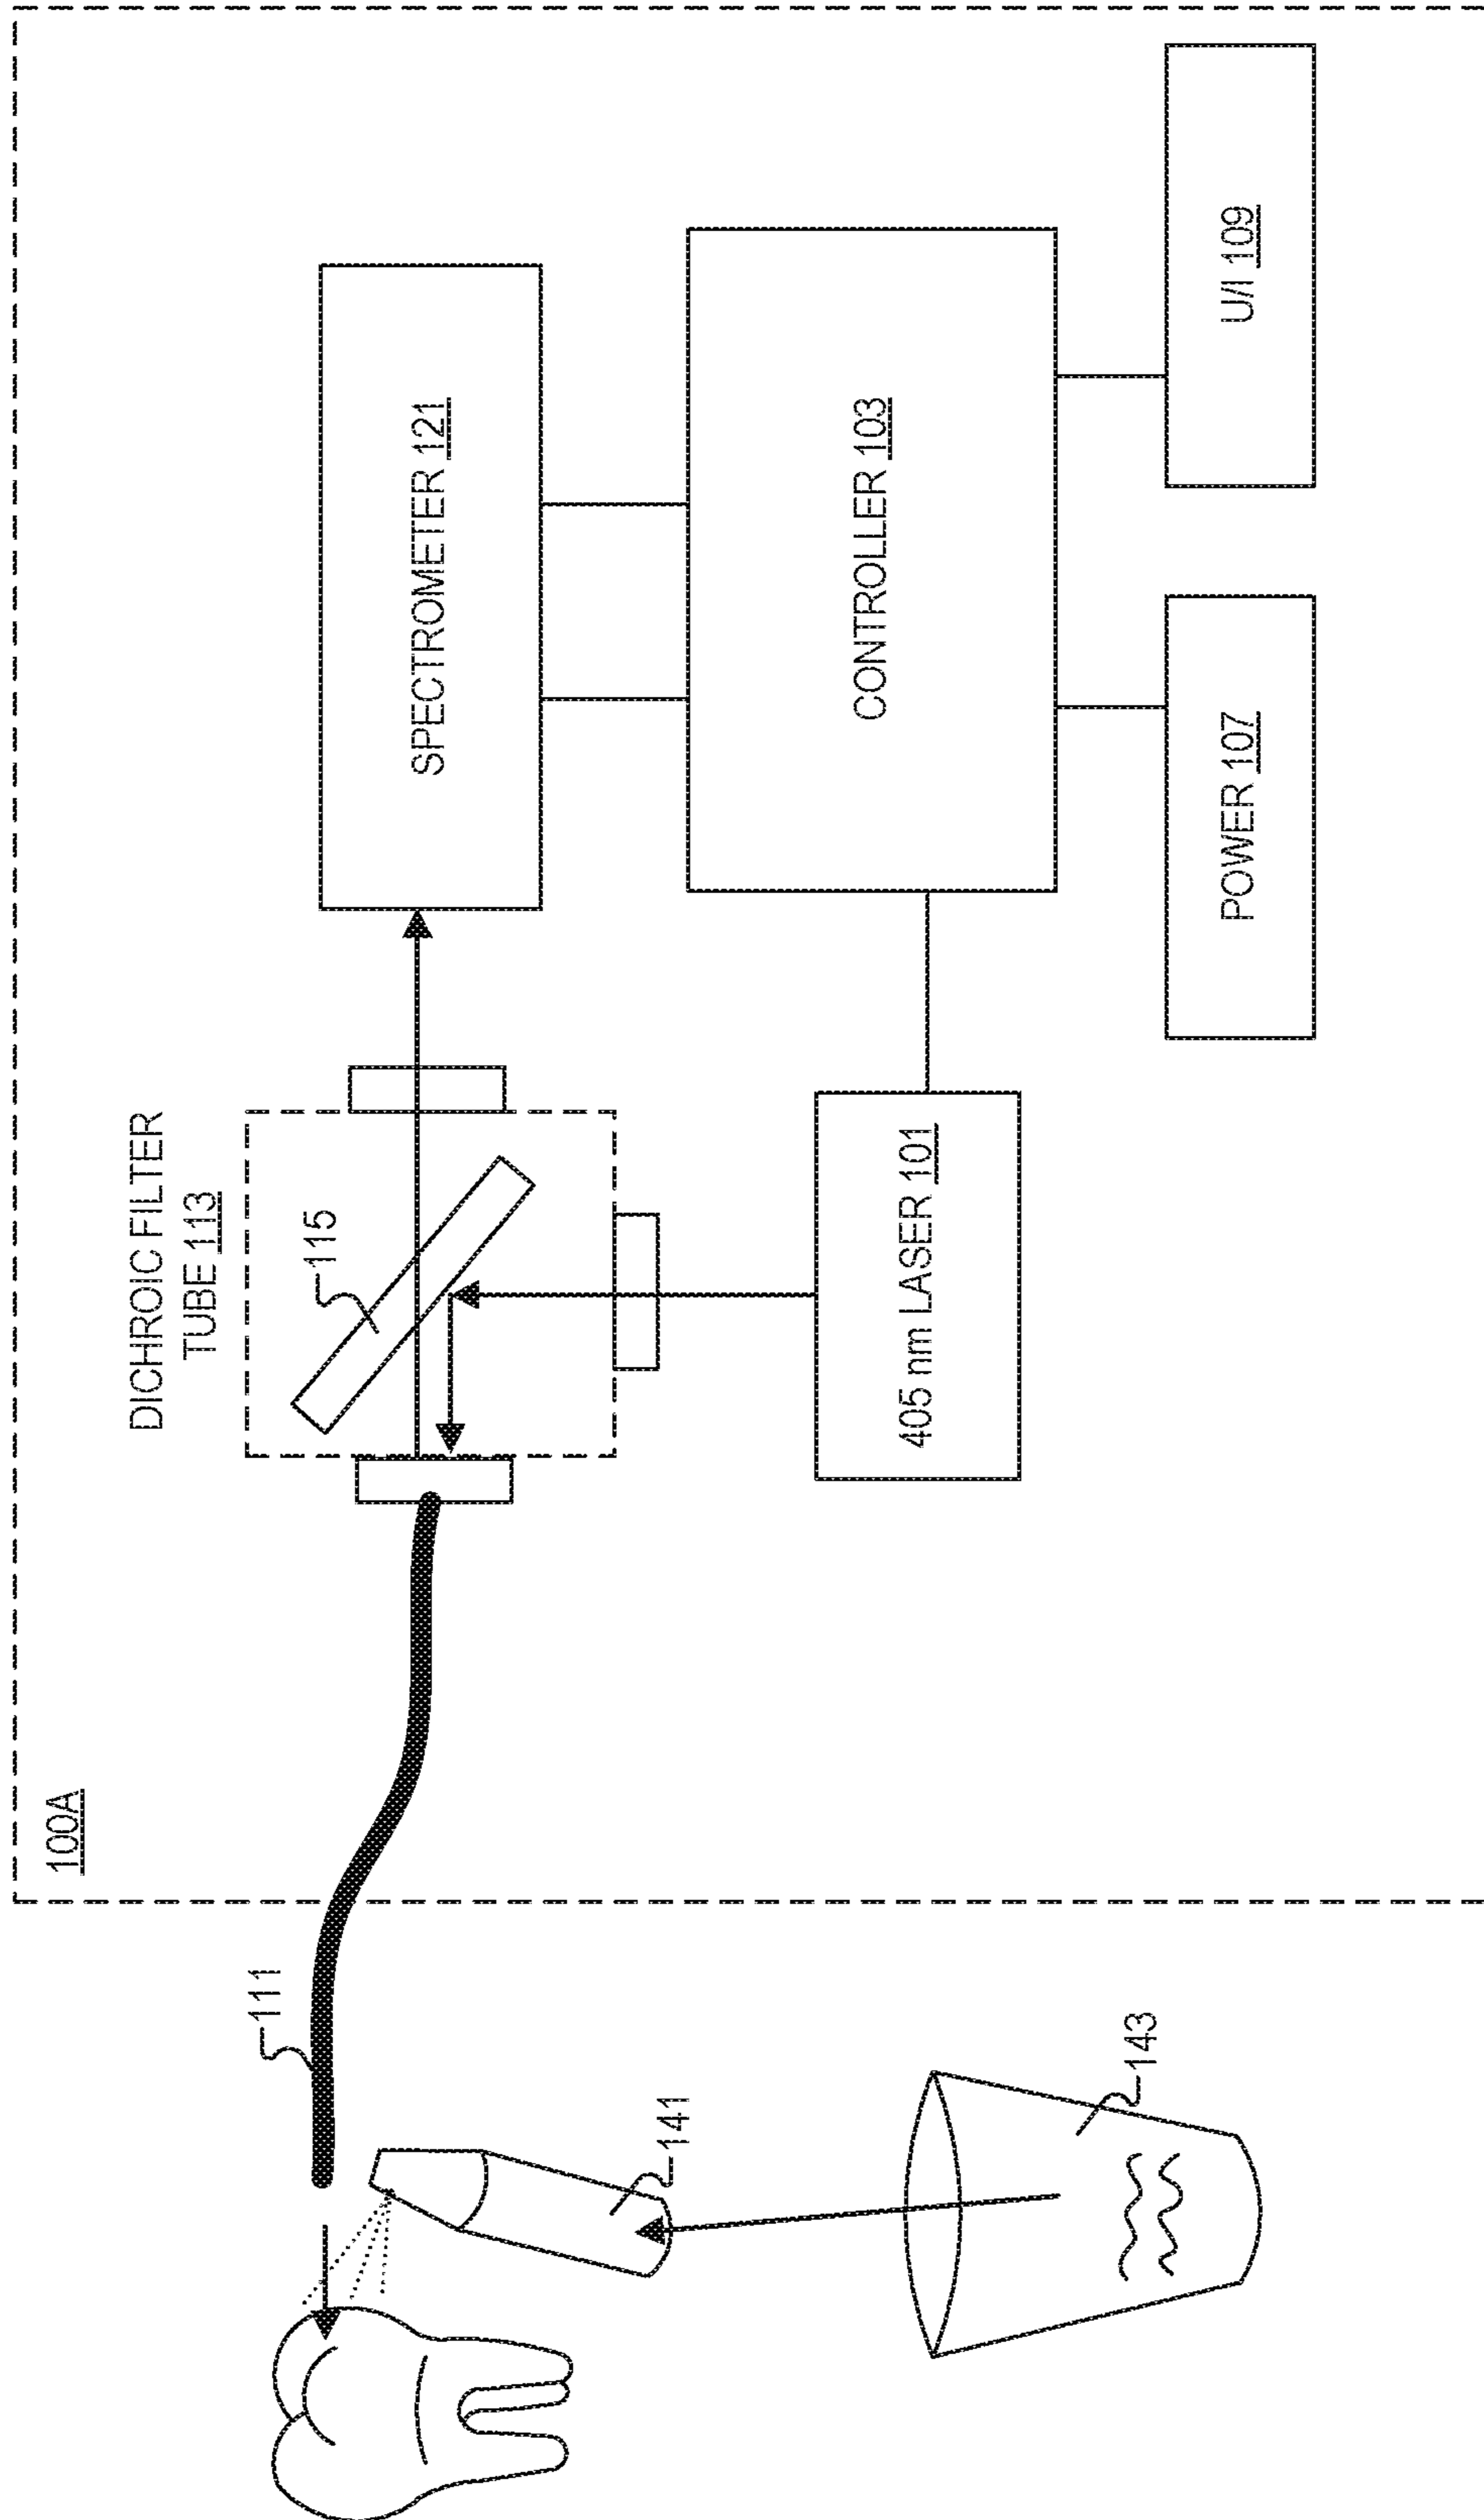 100A
DICHROIC FILTER
TUBE 113
115
SPECTROMETER 121
111
141
405 nm LASER 101
CONTROLLER 103
143
POWER 107
U/I 109